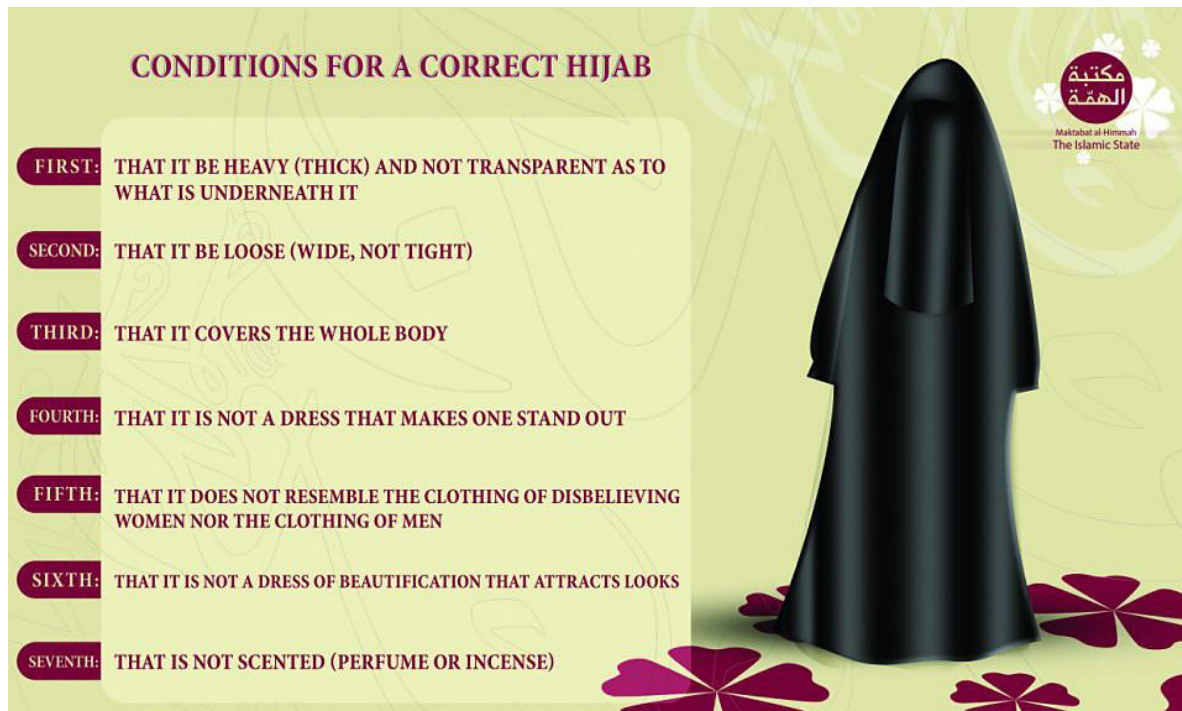 CONDITIONS FOR A CORRECT HIJAB
مكتبة
الهمّة
Maktabat al-Himmah
The Islamic State
FIRST: THAT IT BE HEAVY (THICK) AND NOT TRANSPARENT AS TO
WHAT IS UNDERNEATH IT
SECOND: THAT IT BE LOOSE (WIDE, NOT TIGHT)
THIRD: THAT IT COVERS THE WHOLE BODY
FOURTH: THAT IT IS NOT A DRESS THAT MAKES ONE STAND OUT
FIFTH: THAT IT DOES NOT RESEMBLE THE CLOTHING OF DISBELIEVING
WOMEN NOR THE CLOTHING OF MEN
SIXTH: THAT IT IS NOT A DRESS OF BEAUTIFICATION THAT ATTRACTS LOOKS
SEVENTH: THAT IS NOT SCENTED (PERFUME OR INCENSE)